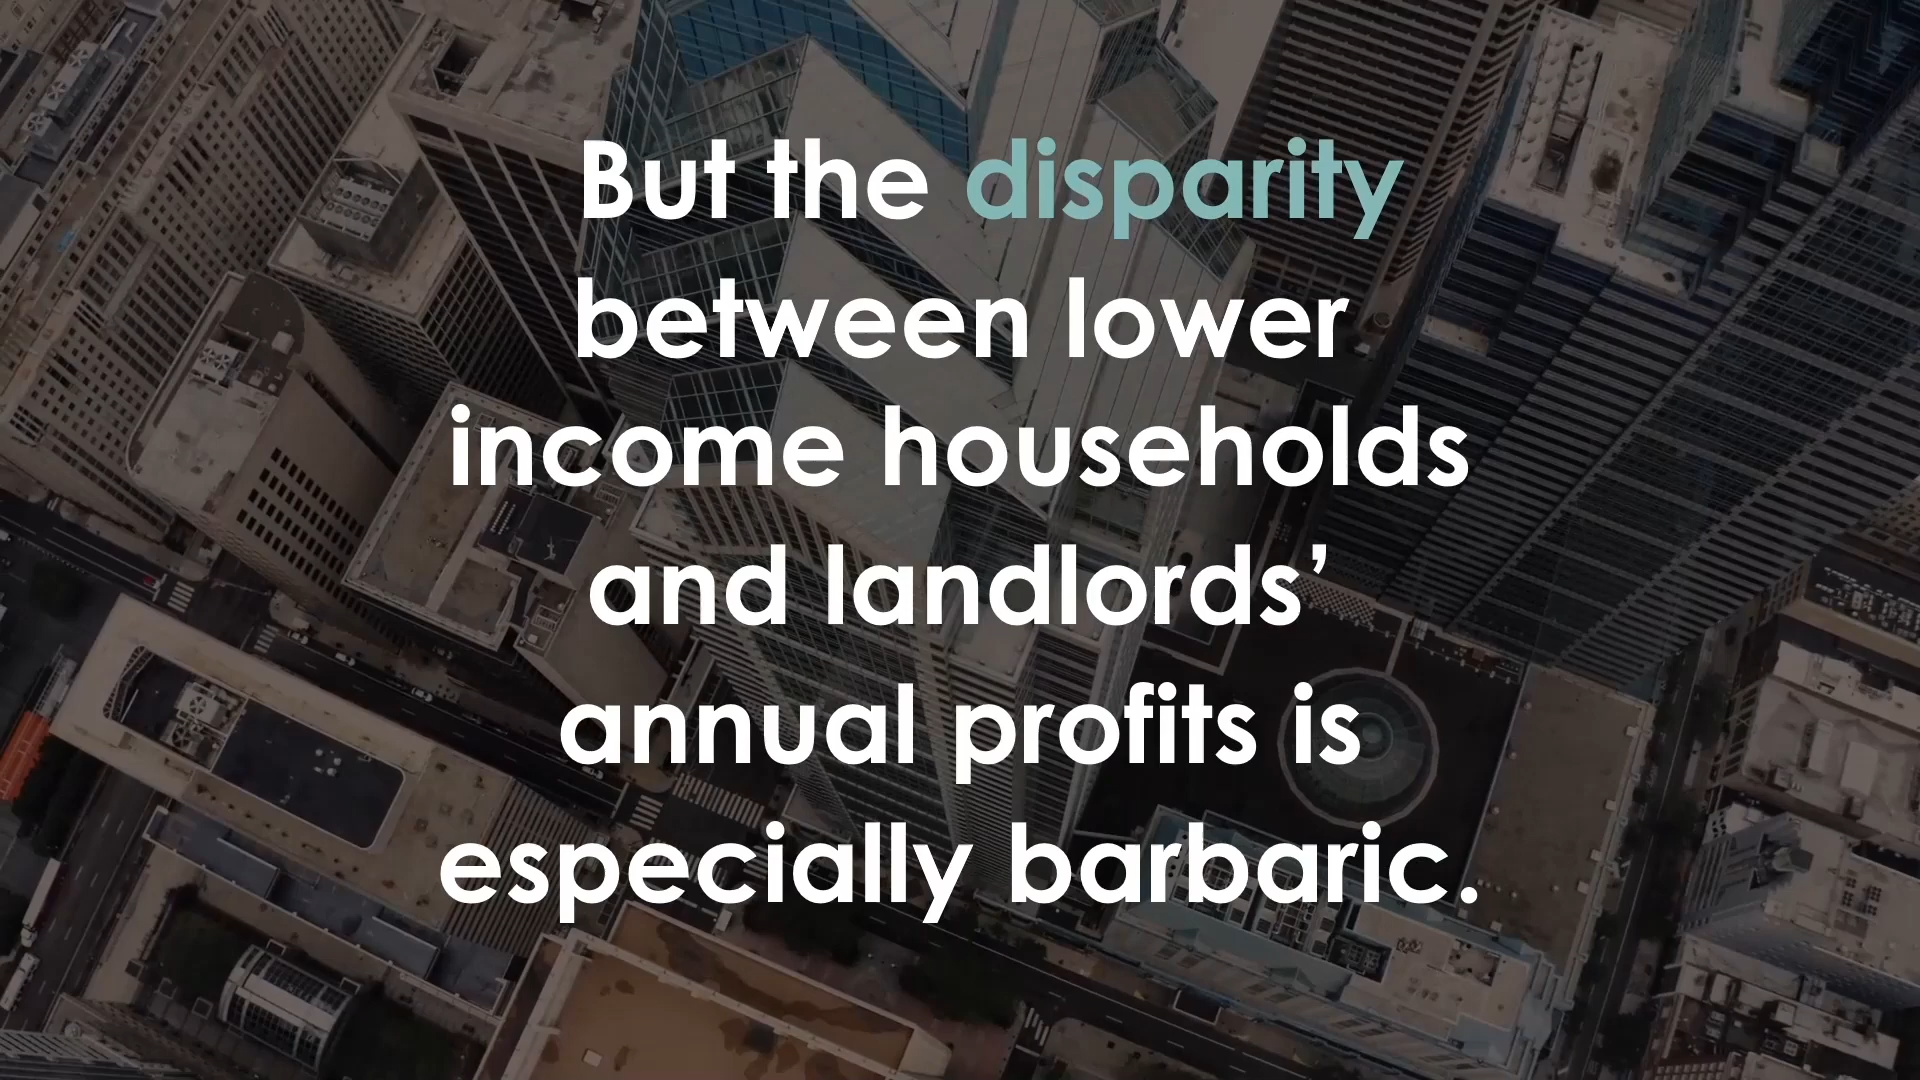 But the disparity
between lower
income households
and landlords’
annual profits is
especially barbaric.